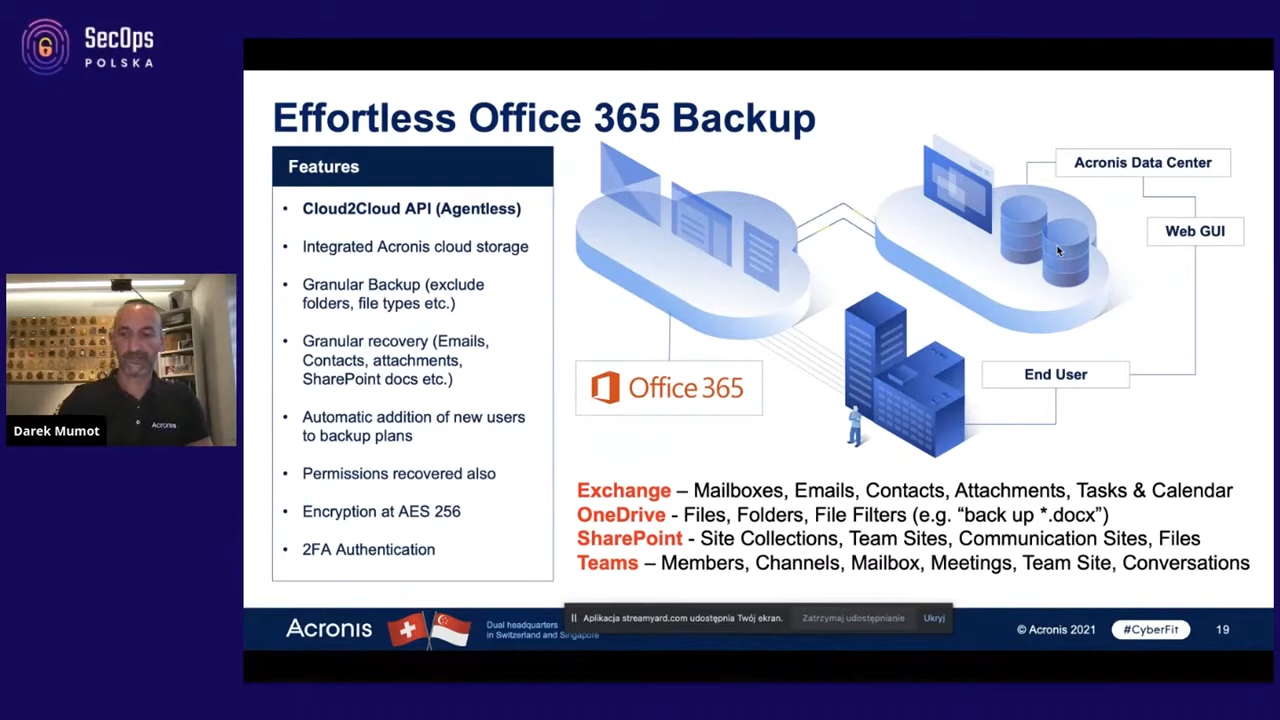 SecOps
POLSKA
Effortless Office 365 Backup
Features
• Cloud2Cloud API (Agentless)
• Integrated Acronis cloud storage
• Granular Backup (exclude
folders, file types etc.)
• Granular recovery (Emails,
Contacts, attachments,
SharePoint docs etc.)
• Automatic addition of new users
to backup plans
• Permissions recovered also
• Encryption at AES 256
• 2FA Authentication
Acronis Data Center
Web GUI
Office 365
End User
Exchange – Mailboxes, Emails, Contacts, Attachments, Tasks & Calendar
OneDrive - Files, Folders, File Filters (e.g. “back up *.docx”)
SharePoint - Site Collections, Team Sites, Communication Sites, Files
Teams – Members, Channels, Mailbox, Meetings, Team Site, Conversations
Acronis
Darek Mumot
Aplikacja streamyard.com udostępnia Twój ekran.
Zatrzymaj udostępnianie
Ukryj
Acronis
Dual headquarters
in Switzerland and Singapore
© Acronis 2021
#CyberFit
19